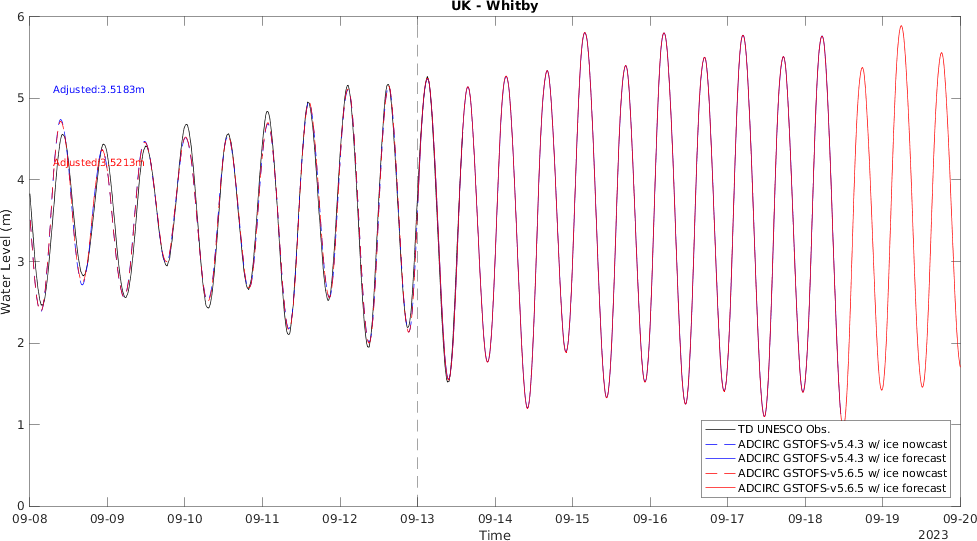 UK - Whitby
6
5
4
3
2
1
0
Water Level (m)
Adjusted:3.5183m
Adjusted:3.5213m
TD UNESCO Obs.
ADCIRC GSTOFS-v5.4.3 w/ ice nowcast
ADCIRC GSTOFS-v5.4.3 w/ ice forecast
ADCIRC GSTOFS-v5.6.5 w/ ice nowcast
ADCIRC GSTOFS-v5.6.5 w/ ice forecast
09-08 09-09 09-10 09-11 09-12 09-13 09-14 09-15 09-16 09-17 09-18 09-19 09-20
Time
2023